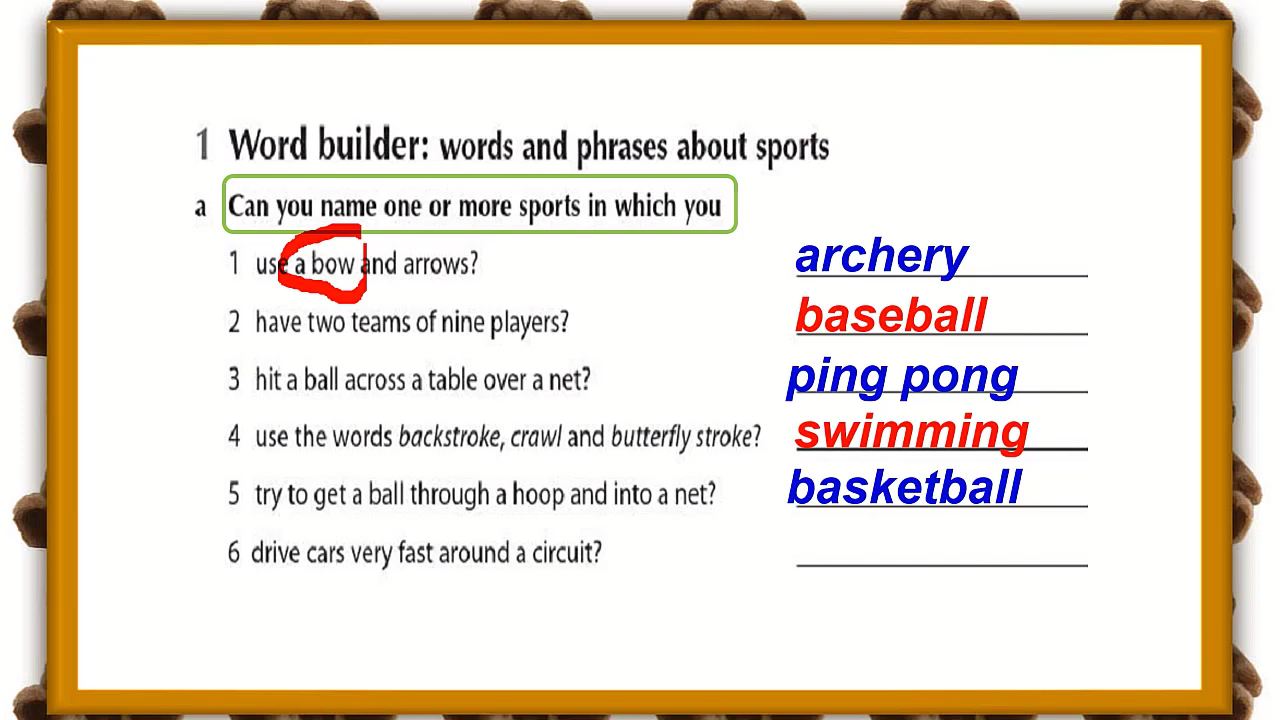 1 Word builder: words and phrases about sports
a Can you name one or more sports in which you
1 use a bow and arrows? archery
2 have two teams of nine players? baseball
3 hit a ball across a table over a net? ping pong
4 use the words backstroke, crawl and butterfly stroke? swimming
5 try to get a ball through a hoop and into a net? basketball
6 drive cars very fast around a circuit?